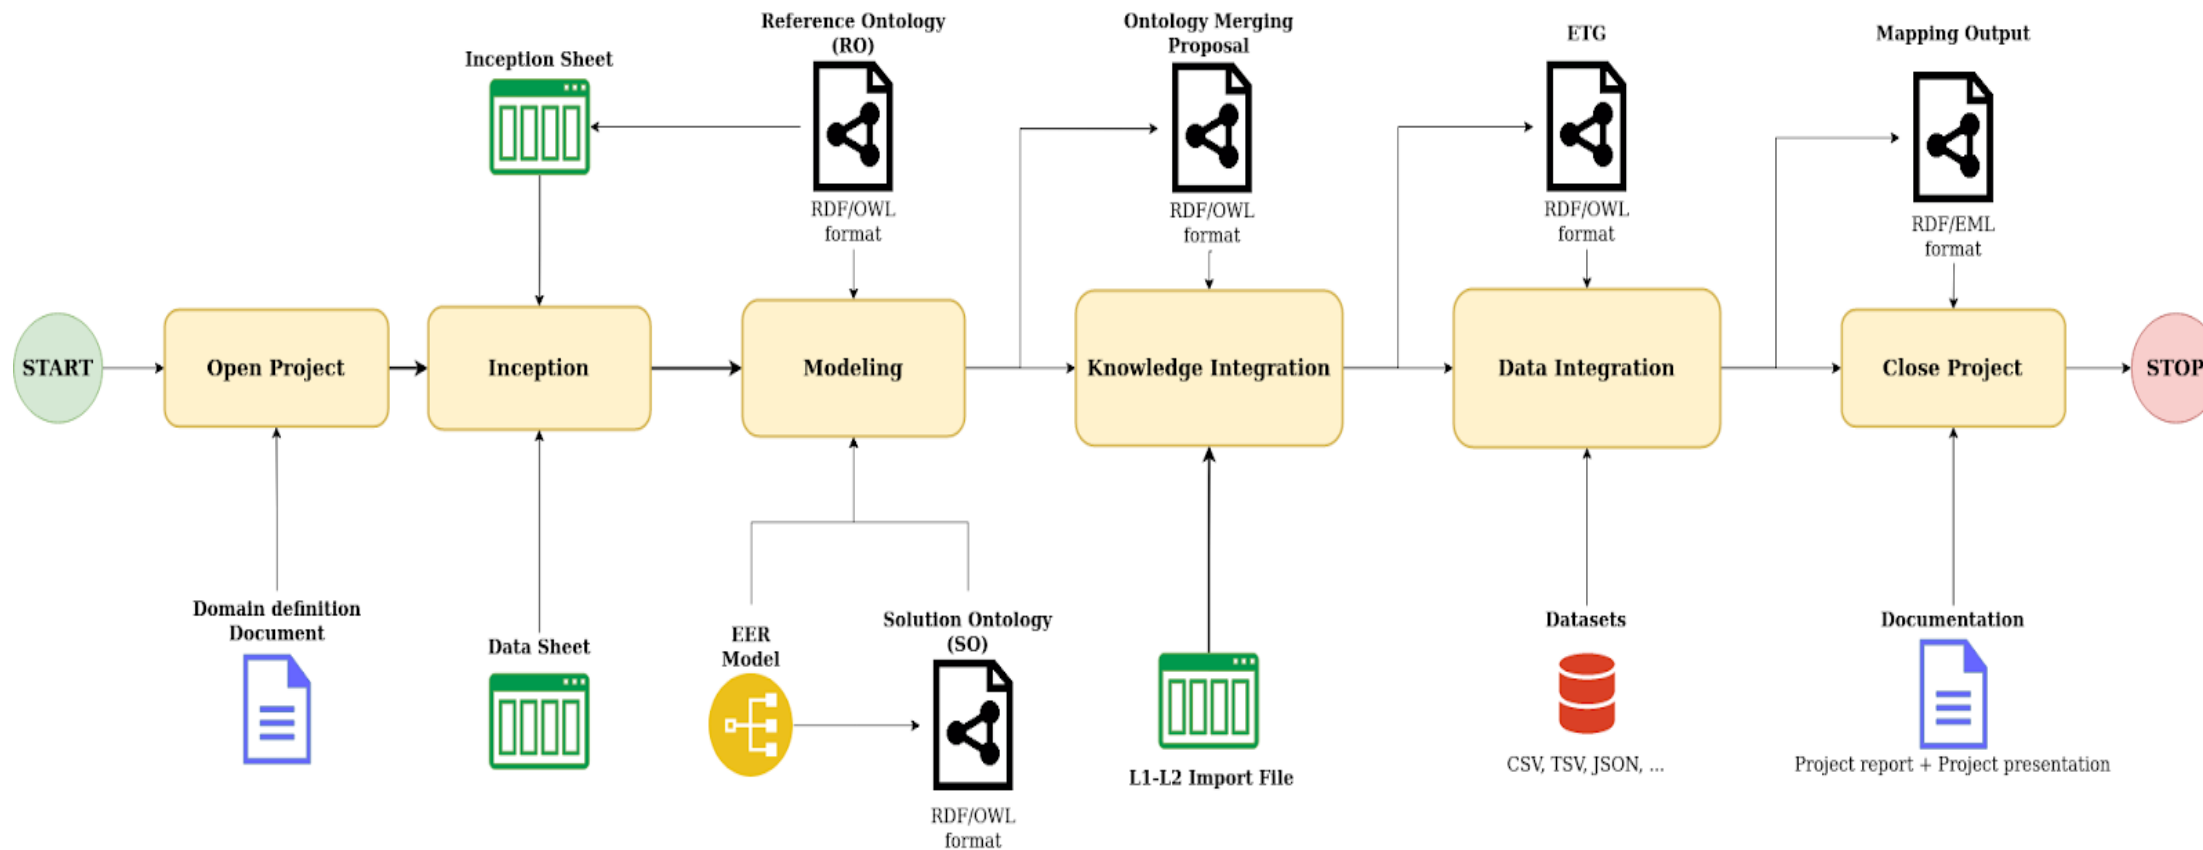 Reference Ontology
(RO)
Ontology Merging
Proposal
ETG
Mapping Output
Inception Sheet
RDF/OWL
format
RDF/OWL
format
RDF/OWL
format
RDF/EML
format
START
Open Project
Inception
Modeling
Knowledge Integration
Data Integration
Close Project
STOP
Domain definition
Document
Data Sheet
EER
Model
Solution Ontology
(SO)
Datasets
Documentation
L1-L2 Import File
CSV, TSV, JSON, ...
Project report + Project presentation
RDF/OWL
format